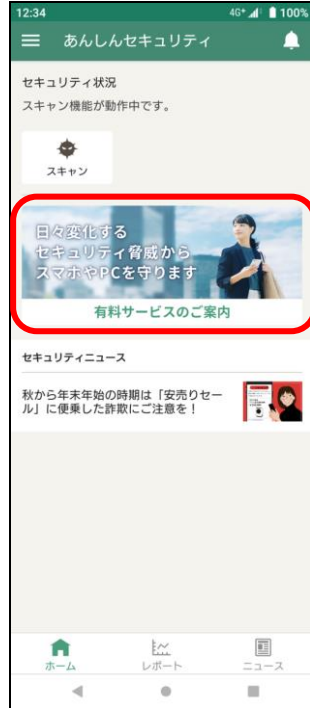 12:34
4G+
100%
あんしんセキュリティ
セキュリティ状況
スキャン機能が動作中です。
スキャン
日々変化する
セキュリティ脅威から
スマホやPCを守ります
有料サービスのご案内
セキュリティニュース
秋から年末年始の時期は「安売りセー
ル」に便乗した詐欺にご注意を！
ホーム
レポート
ニュース